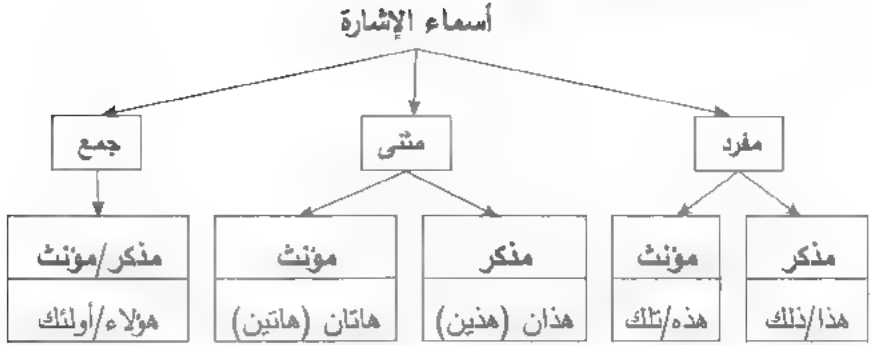 أسماء الإشارة
مفرد
مثنى
جمع
مذكر
مؤنث
مذكر
مؤنث
مذكر/مؤنث
هذا/ذلك
هذه/تلك
هذان (هذين)
هاتان (هاتين)
هؤلاء/أولئك